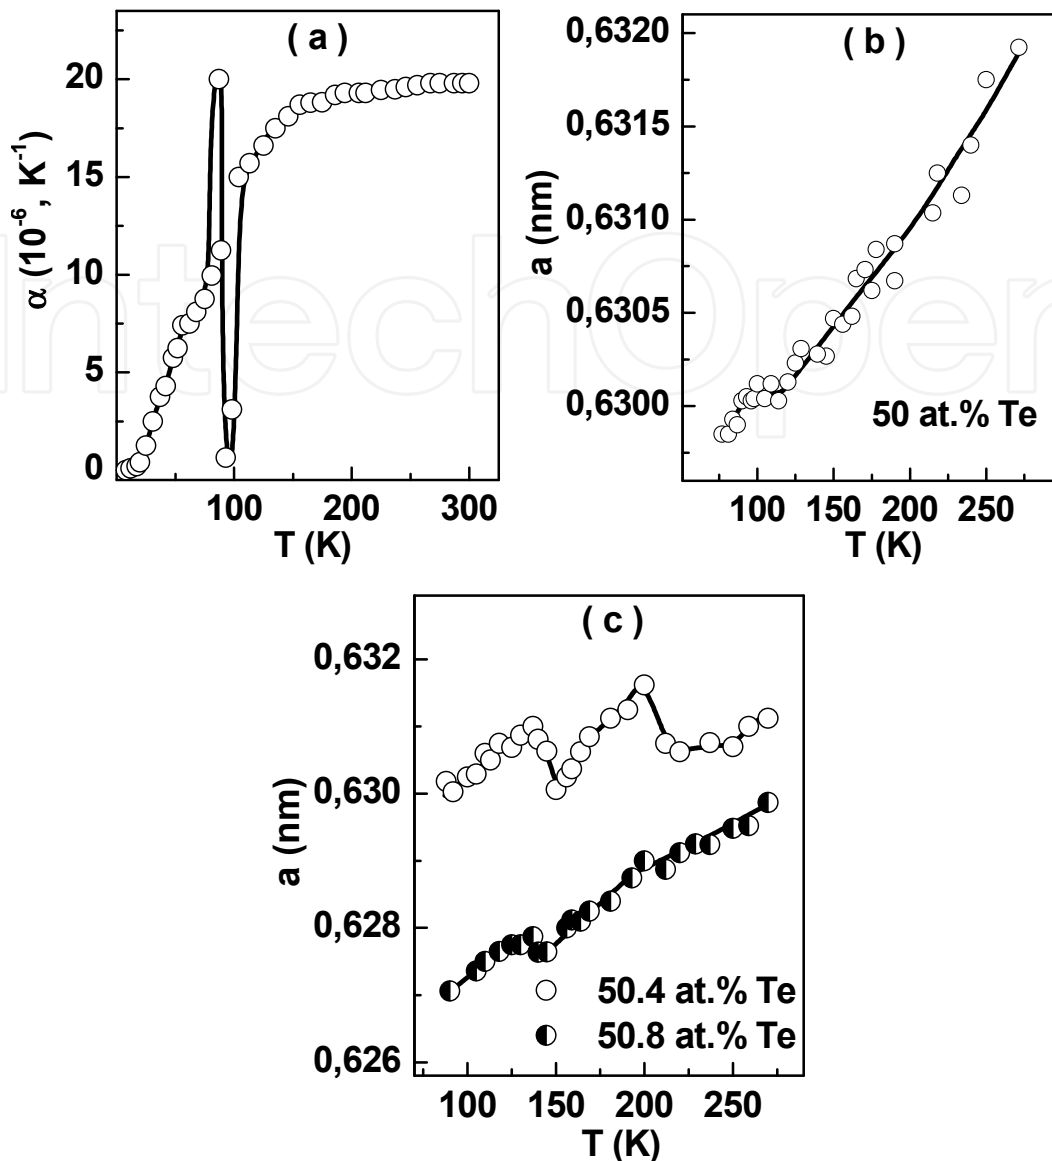 ( a )
20
15
10
5
0
α (10⁻⁶, K⁻¹)
100
200
300
T (K)
( b )
0,6320
0,6315
0,6310
0,6305
0,6300
a (nm)
50 at.% Te
100
150
200
250
T (K)
( c )
0,632
0,630
0,628
0,626
a (nm)
50.4 at.% Te
50.8 at.% Te
100
150
200
250
T (K)
IntechOpen